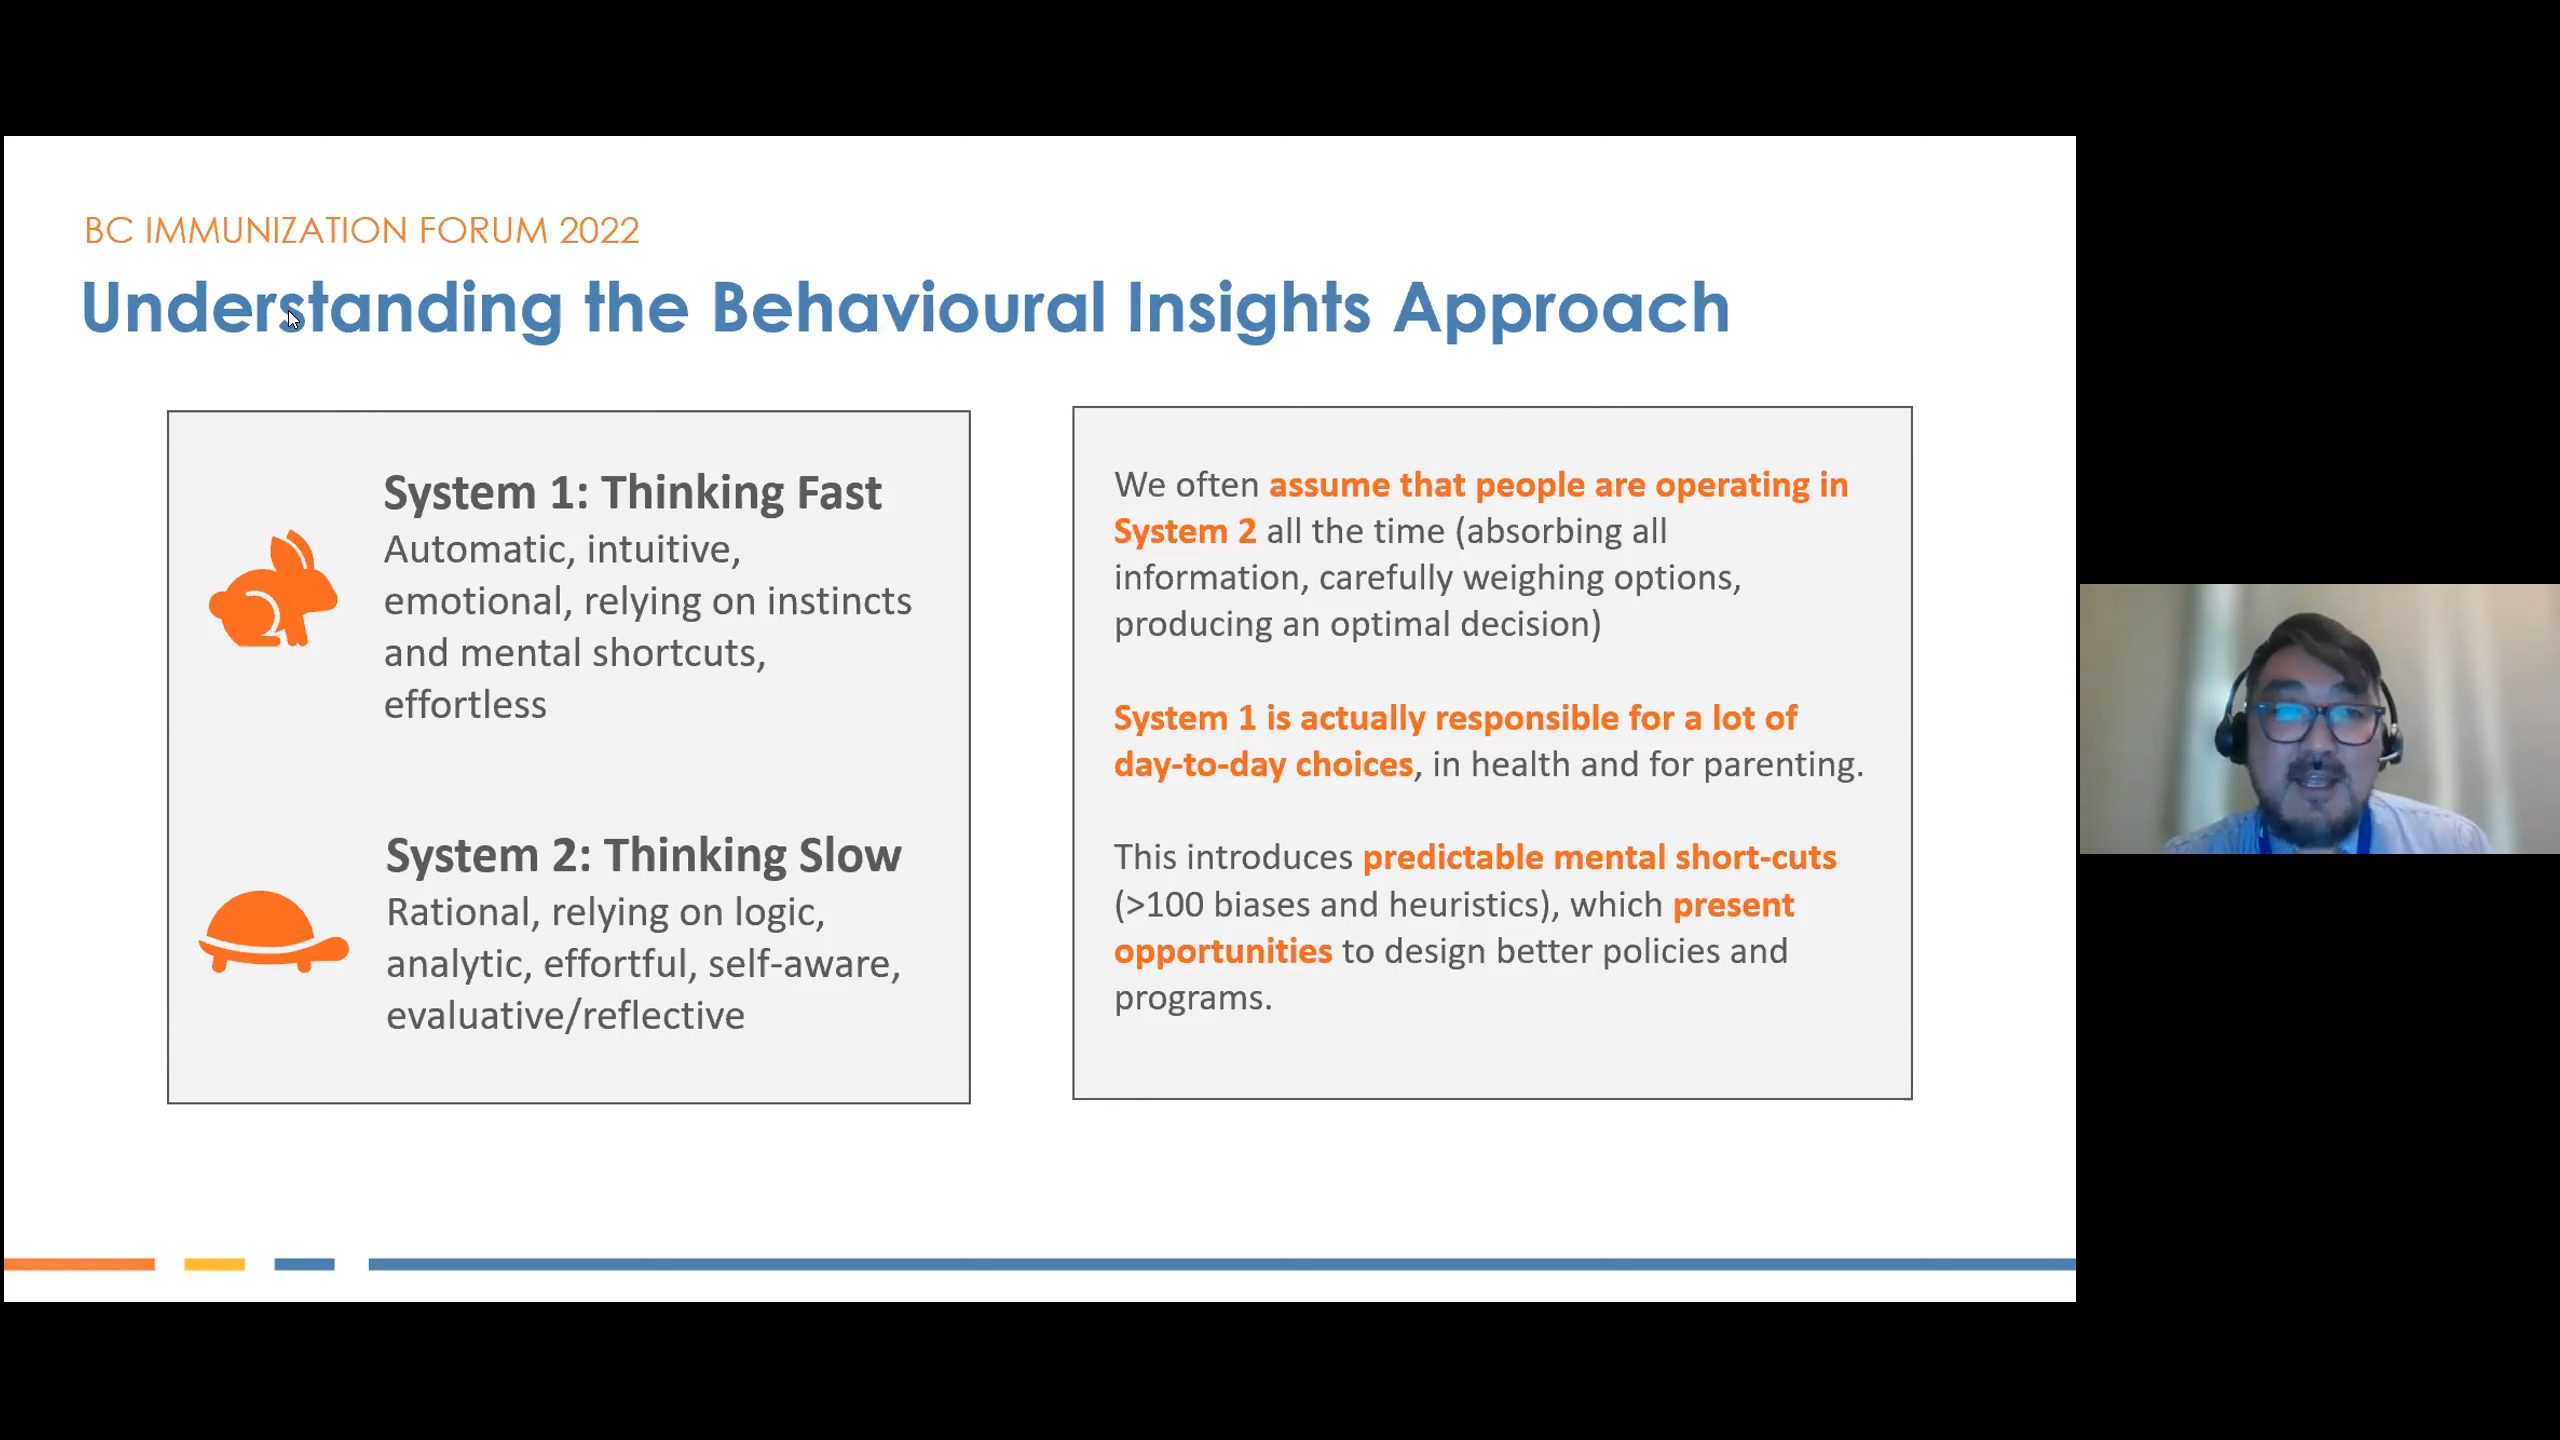 BC IMMUNIZATION FORUM 2022
Understanding the Behavioural Insights Approach
System 1: Thinking Fast
Automatic, intuitive,
emotional, relying on instincts
and mental shortcuts,
effortless
System 2: Thinking Slow
Rational, relying on logic,
analytic, effortful, self-aware,
evaluative/reflective
We often assume that people are operating in
System 2 all the time (absorbing all
information, carefully weighing options,
producing an optimal decision)
System 1 is actually responsible for a lot of
day-to-day choices, in health and for parenting.
This introduces predictable mental short-cuts
(>100 biases and heuristics), which present
opportunities to design better policies and
programs.